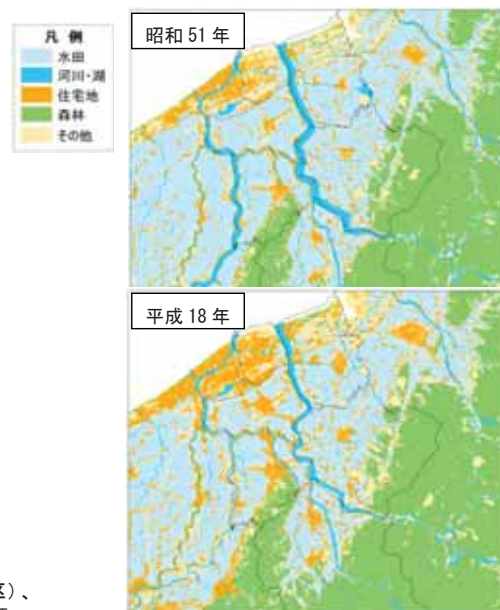 凡 例
水田
河川・湖
住宅地
森林
その他
昭和 51 年
平成 18 年
区）、